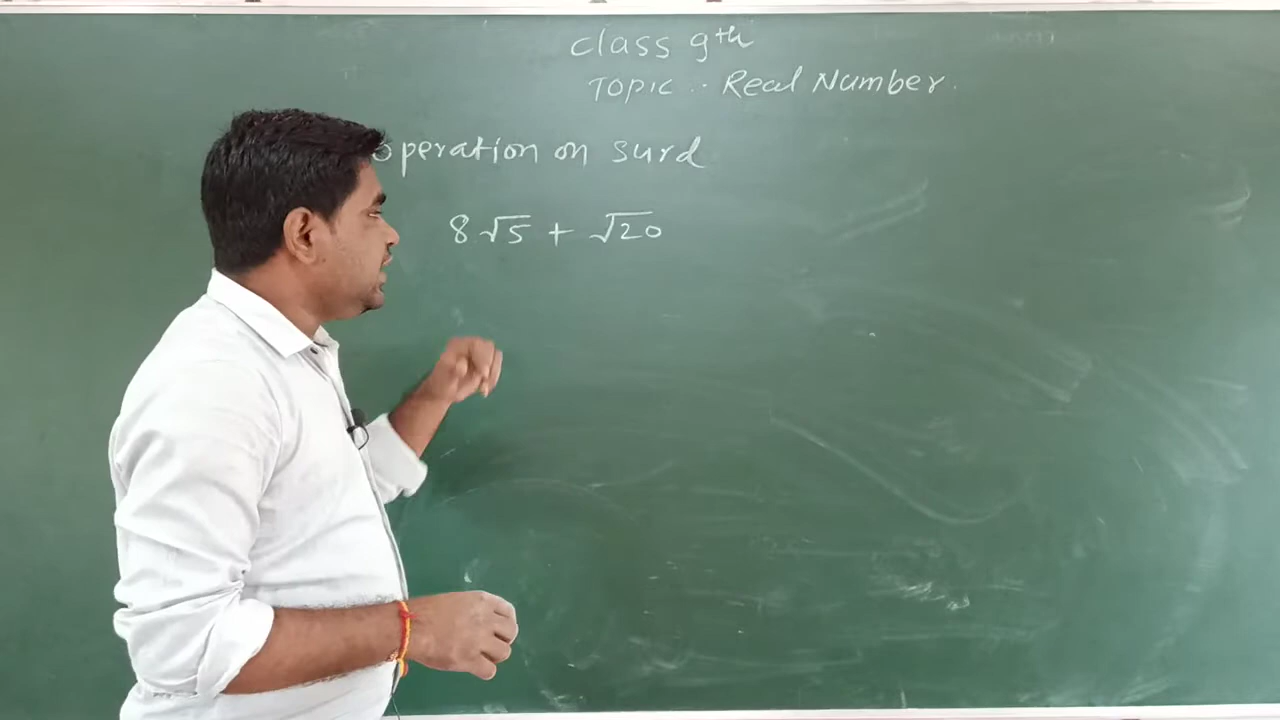 class 9th
TOPIC :- Real Number.
operation on surd
8√5 + √20